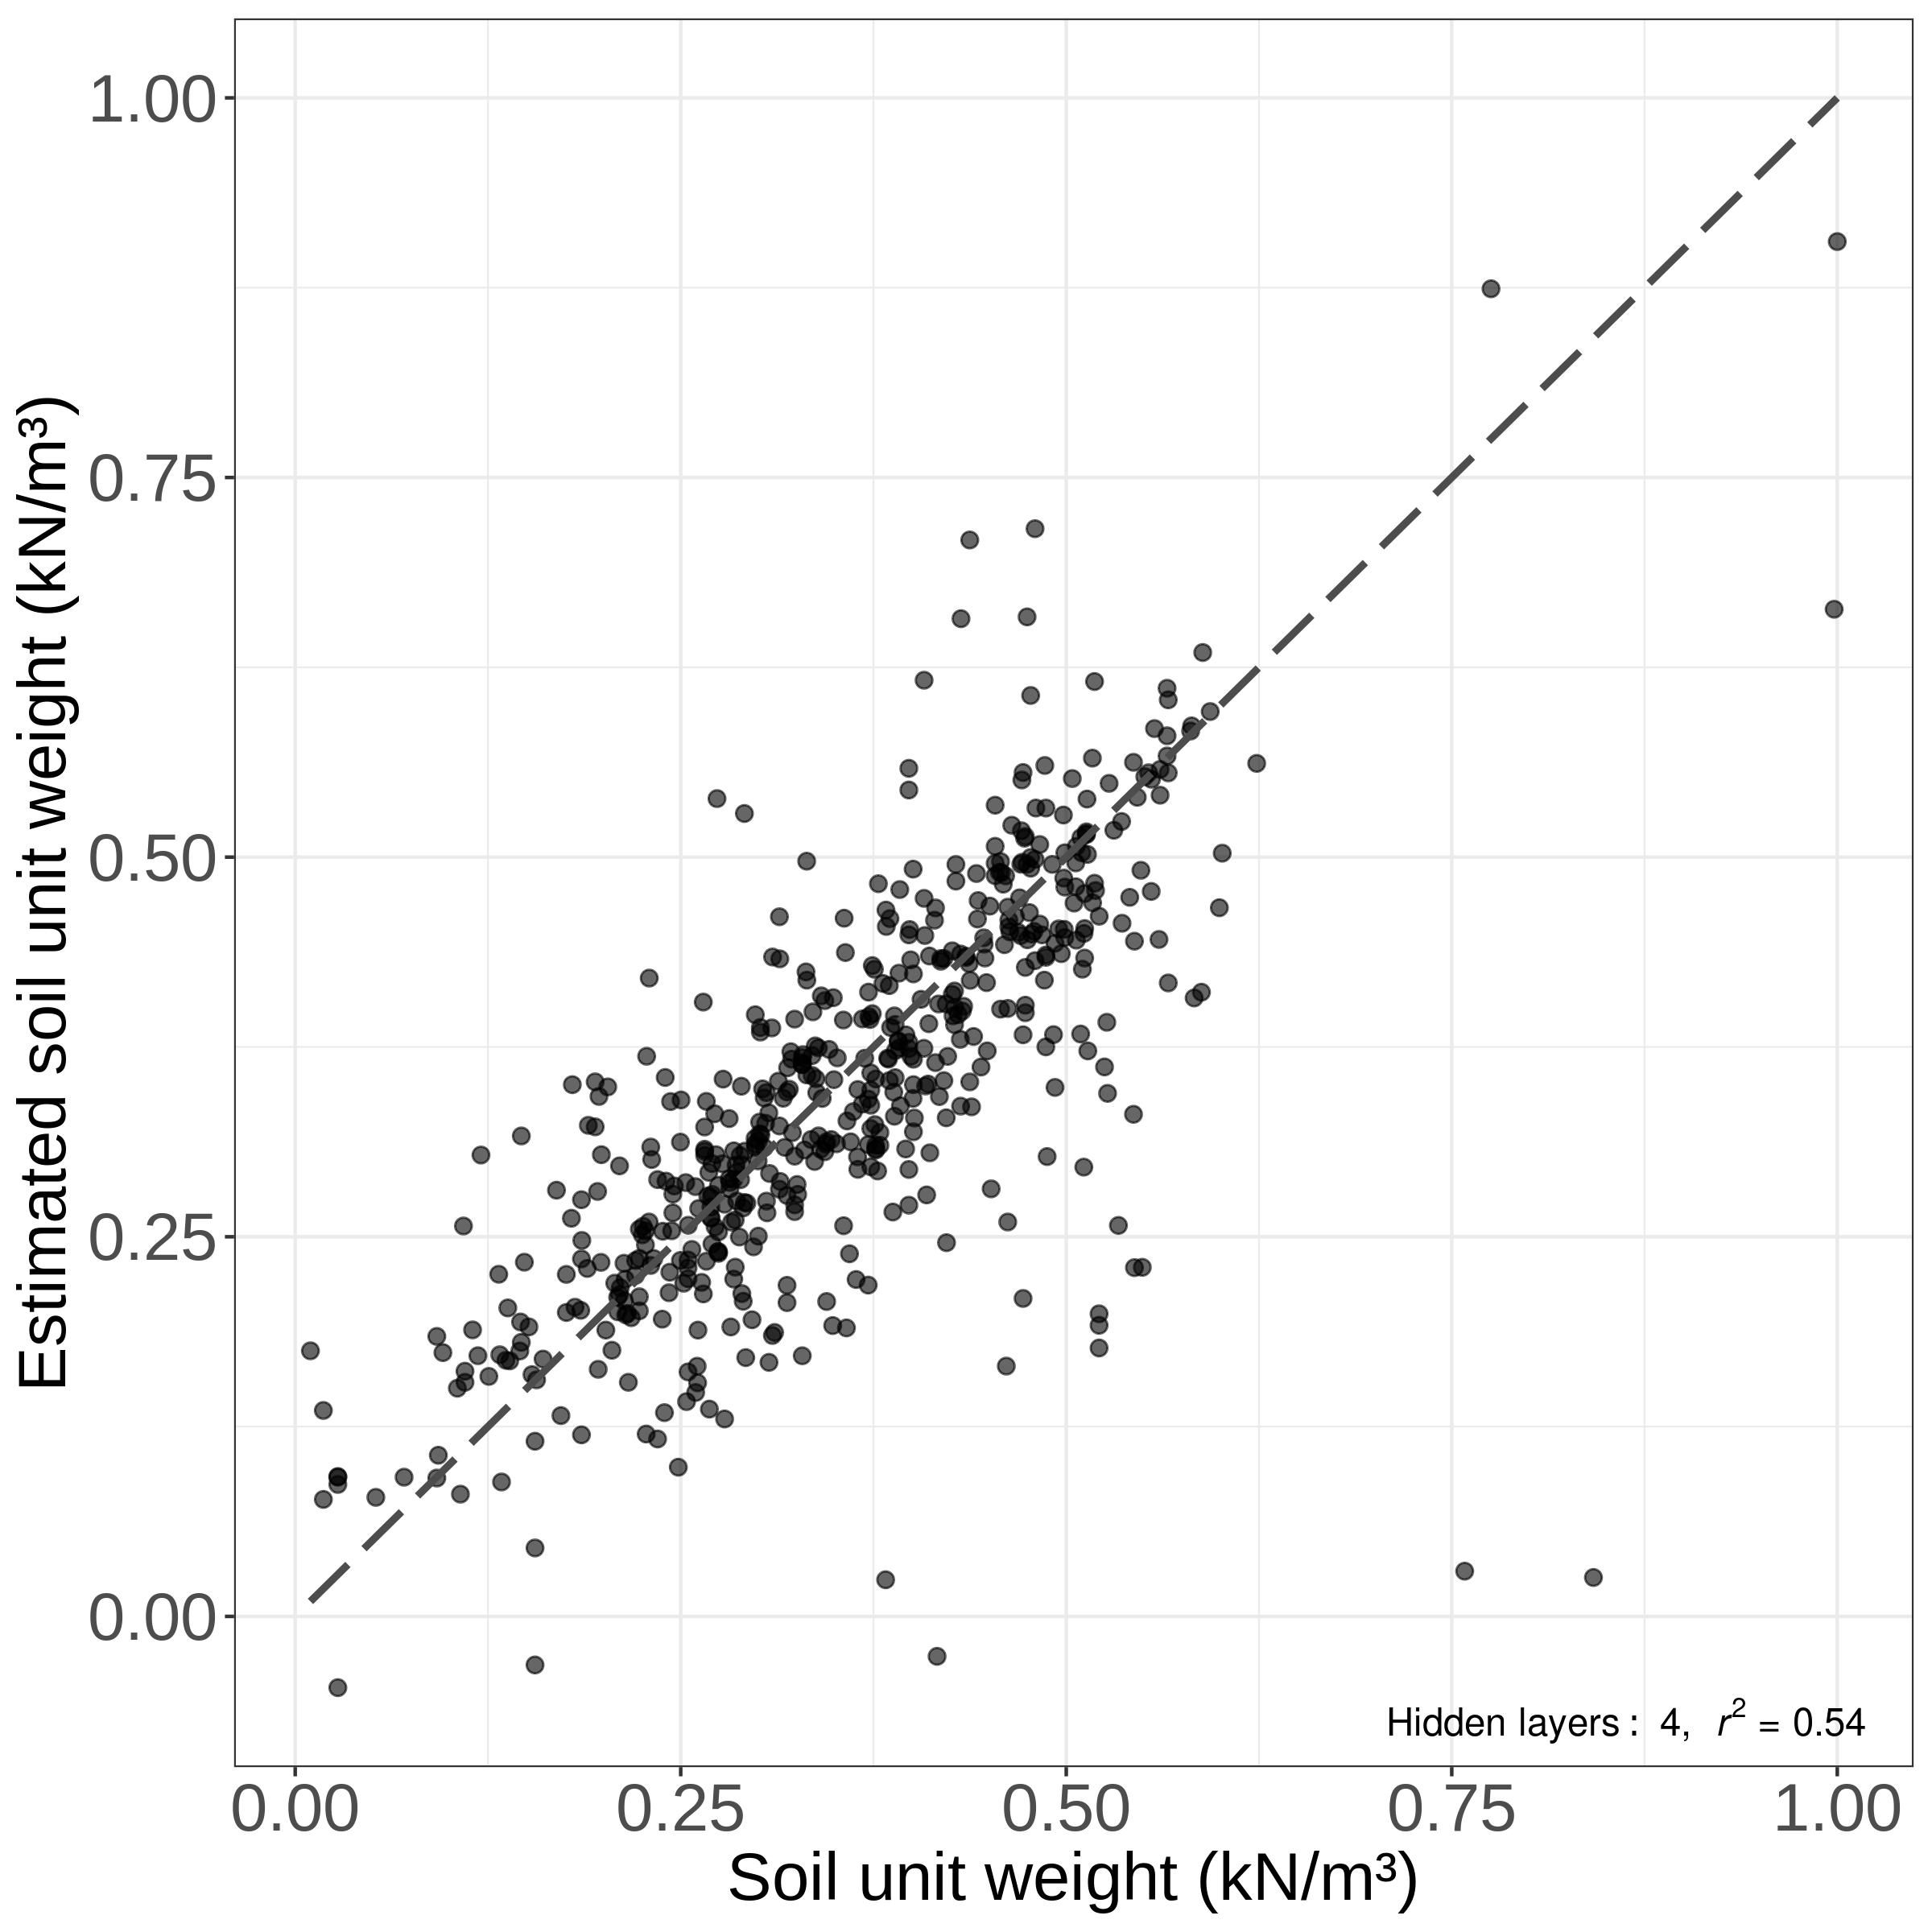 Estimated soil unit weight (kN/m³)
1.00
0.75
0.50
0.25
0.00
Hidden layers : 4, r² = 0.54
0.00 0.25 0.50 0.75 1.00
Soil unit weight (kN/m³)